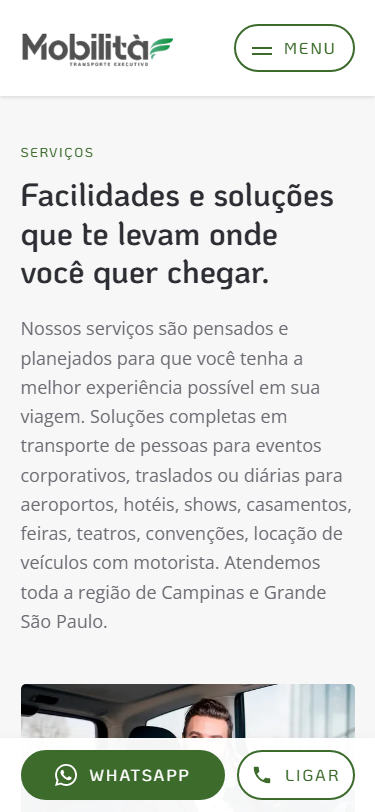 Mobilità
TRANSPORTE EXECUTIVO
MENU
SERVIÇOS
Facilidades e soluções
que te levam onde
você quer chegar.
Nossos serviços são pensados e
planejados para que você tenha a
melhor experiência possível em sua
viagem. Soluções completas em
transporte de pessoas para eventos
corporativos, traslados ou diárias para
aeroportos, hotéis, shows, casamentos,
feiras, teatros, convenções, locação de
veículos com motorista. Atendemos
toda a região de Campinas e Grande
São Paulo.
WHATSAPP
LIGAR